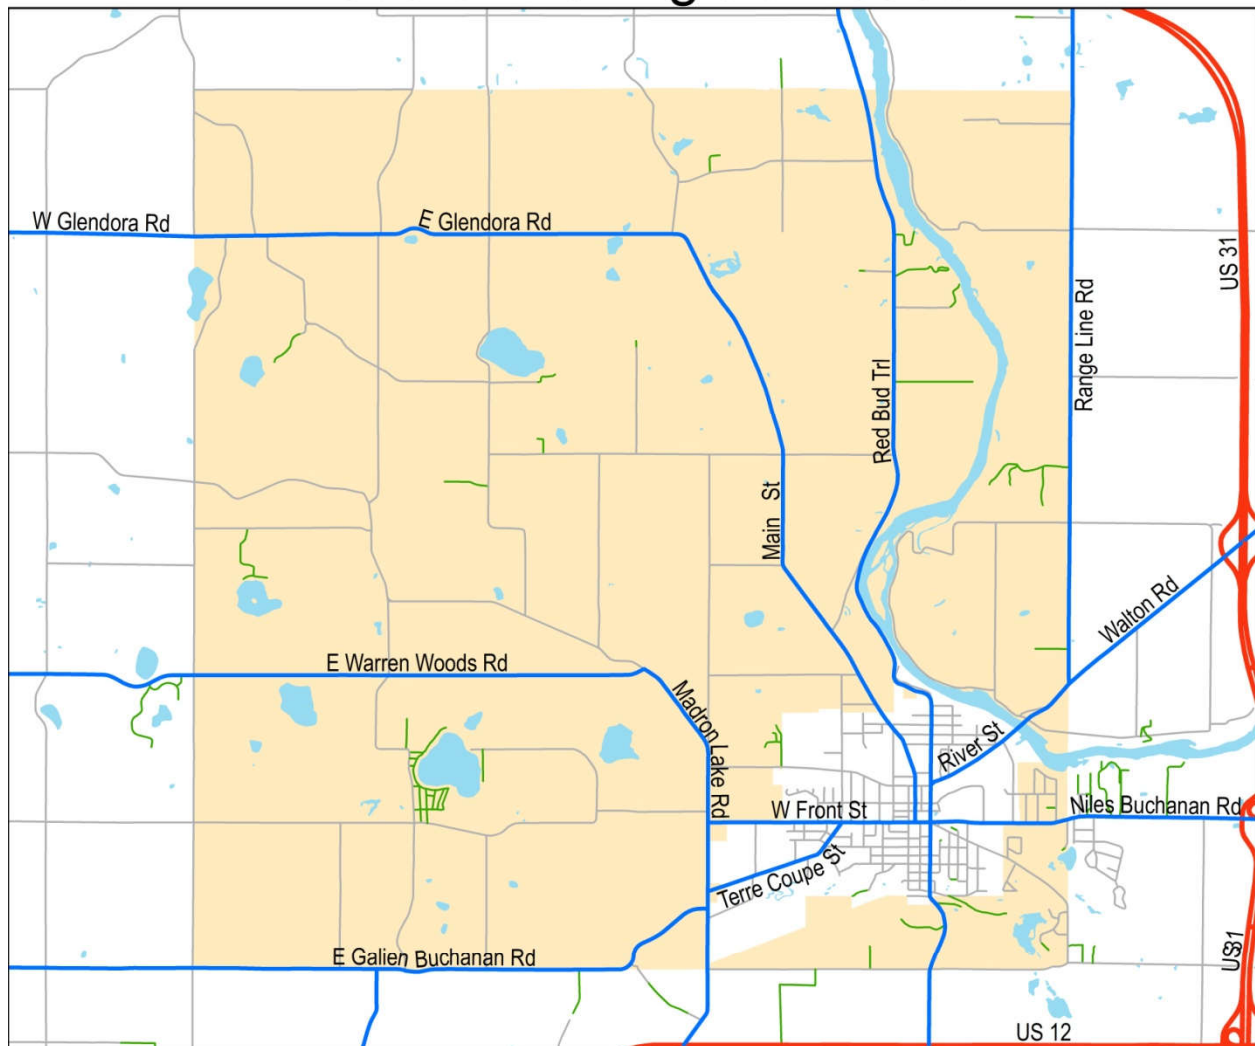 W Glendora Rd
E Glendora Rd
US 31
Range Line Rd
Red Bud Trl
Main St
Walton Rd
E Warren Woods Rd
Madron Lake Rd
River St
W Front St
Niles Buchanan Rd
Terre Coupe St
E Galien Buchanan Rd
US 31
US 12